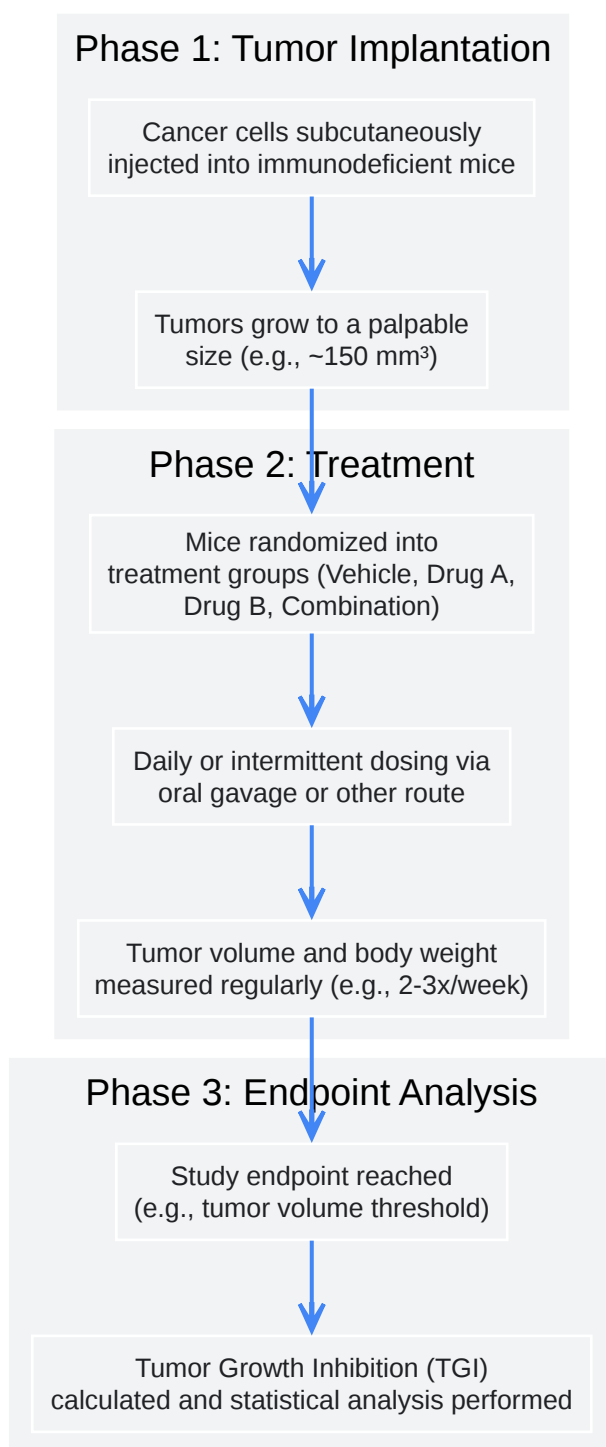 Phase 1: Tumor Implantation
Cancer cells subcutaneously
injected into immunodeficient mice
Tumors grow to a palpable
size (e.g., ~150 mm³)
Phase 2: Treatment
Mice randomized into
treatment groups (Vehicle, Drug A,
Drug B, Combination)
Daily or intermittent dosing via
oral gavage or other route
Tumor volume and body weight
measured regularly (e.g., 2-3x/week)
Phase 3: Endpoint Analysis
Study endpoint reached
(e.g., tumor volume threshold)
Tumor Growth Inhibition (TGI)
calculated and statistical analysis performed